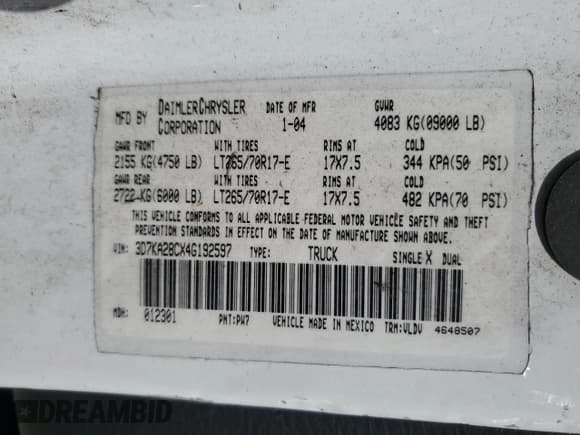 MFD BY DAIMLERCHRYSLER CORPORATION DATE OF MFR 1-04 GVWR 4083 KG(09000 LB)
GAWR FRONT WITH TIRES RIMS AT COLD
2155 KG(4750 LB) LT265/70R17-E 17X7.5 344 KPA(50 PSI)
GAWR REAR WITH TIRES RIMS AT COLD
2722 KG(6000 LB) LT265/70R17-E 17X7.5 482 KPA(70 PSI)
THIS VEHICLE CONFORMS TO ALL APPLICABLE FEDERAL MOTOR VEHICLE SAFETY AND THEFT
PREVENTION STANDARDS IN EFFECT ON THE DATE OF MANUFACTURE SHOWN ABOVE.
VIN: 3D7KA28CX4G192597 TYPE: TRUCK SINGLE X DUAL
MDH: 012301 PNT:PW7 VEHICLE MADE IN MEXICO TRM:VLDV 4648507
DREAMBID